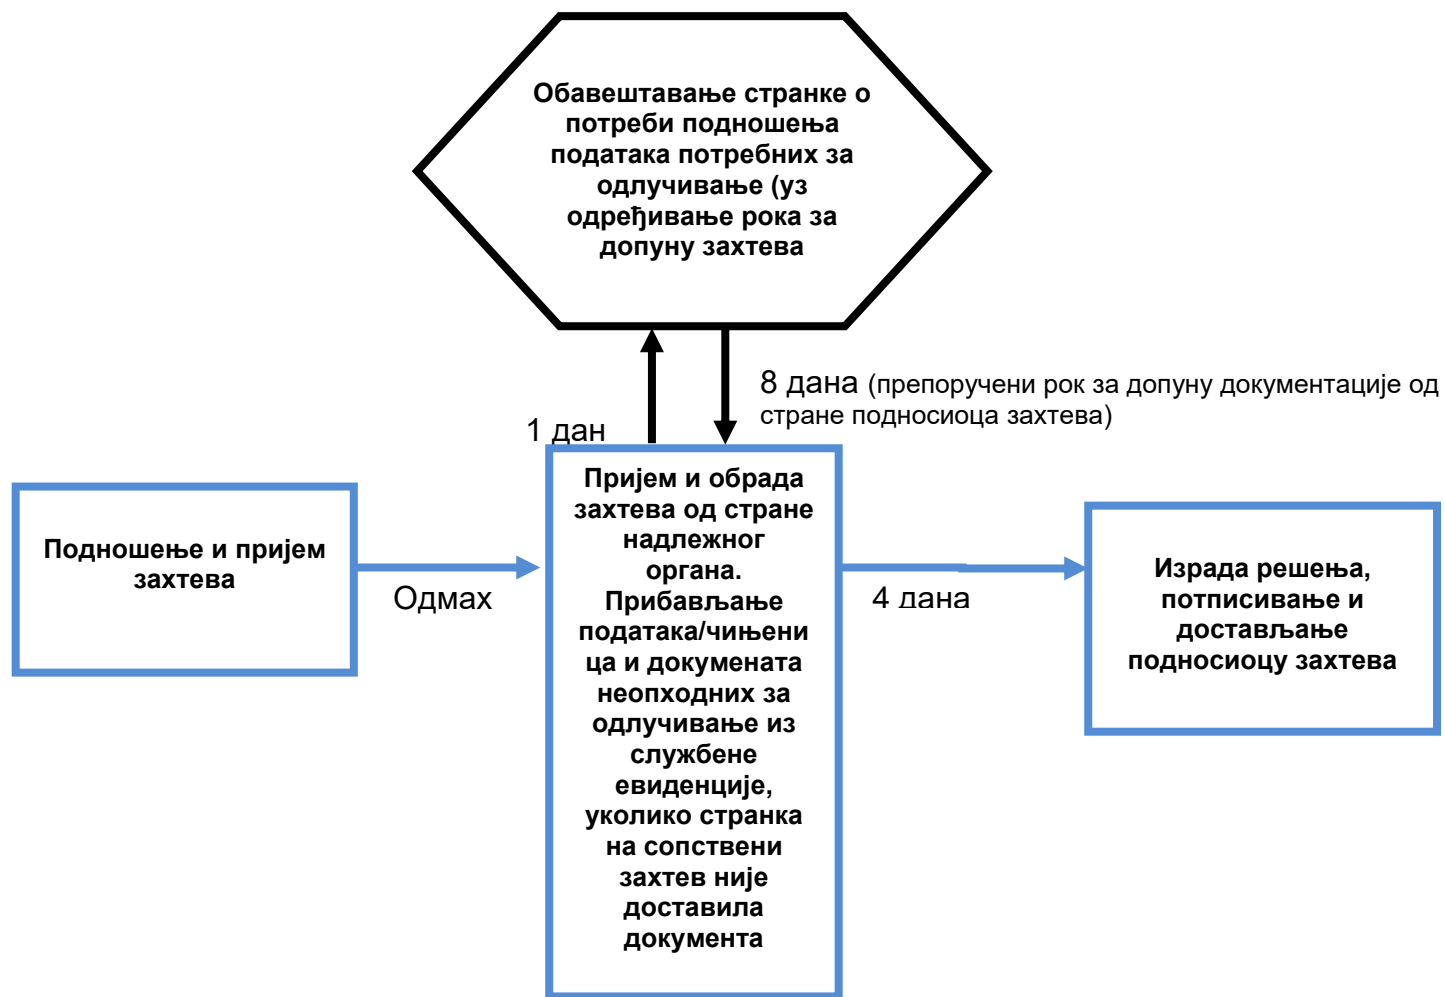 Обавештавање странке о
потреби подношења
података потребних за
одлучивање (уз
одређивање рока за
допуну захтева
8 дана (препоручени рок за допуну документације од
стране подносиоца захтева)
1 дан
Подношење и пријем
захтева
Одмах
Пријем и обрада
захтева од стране
надлежног
органа.
Прибављање
података/чињени
ца и докумената
неопходних за
одлучивање из
службене
евиденције,
уколико странка
на сопствени
захтев није
доставила
документа
4 дана
Израда решења,
потписивање и
достављање
подносиоцу захтева